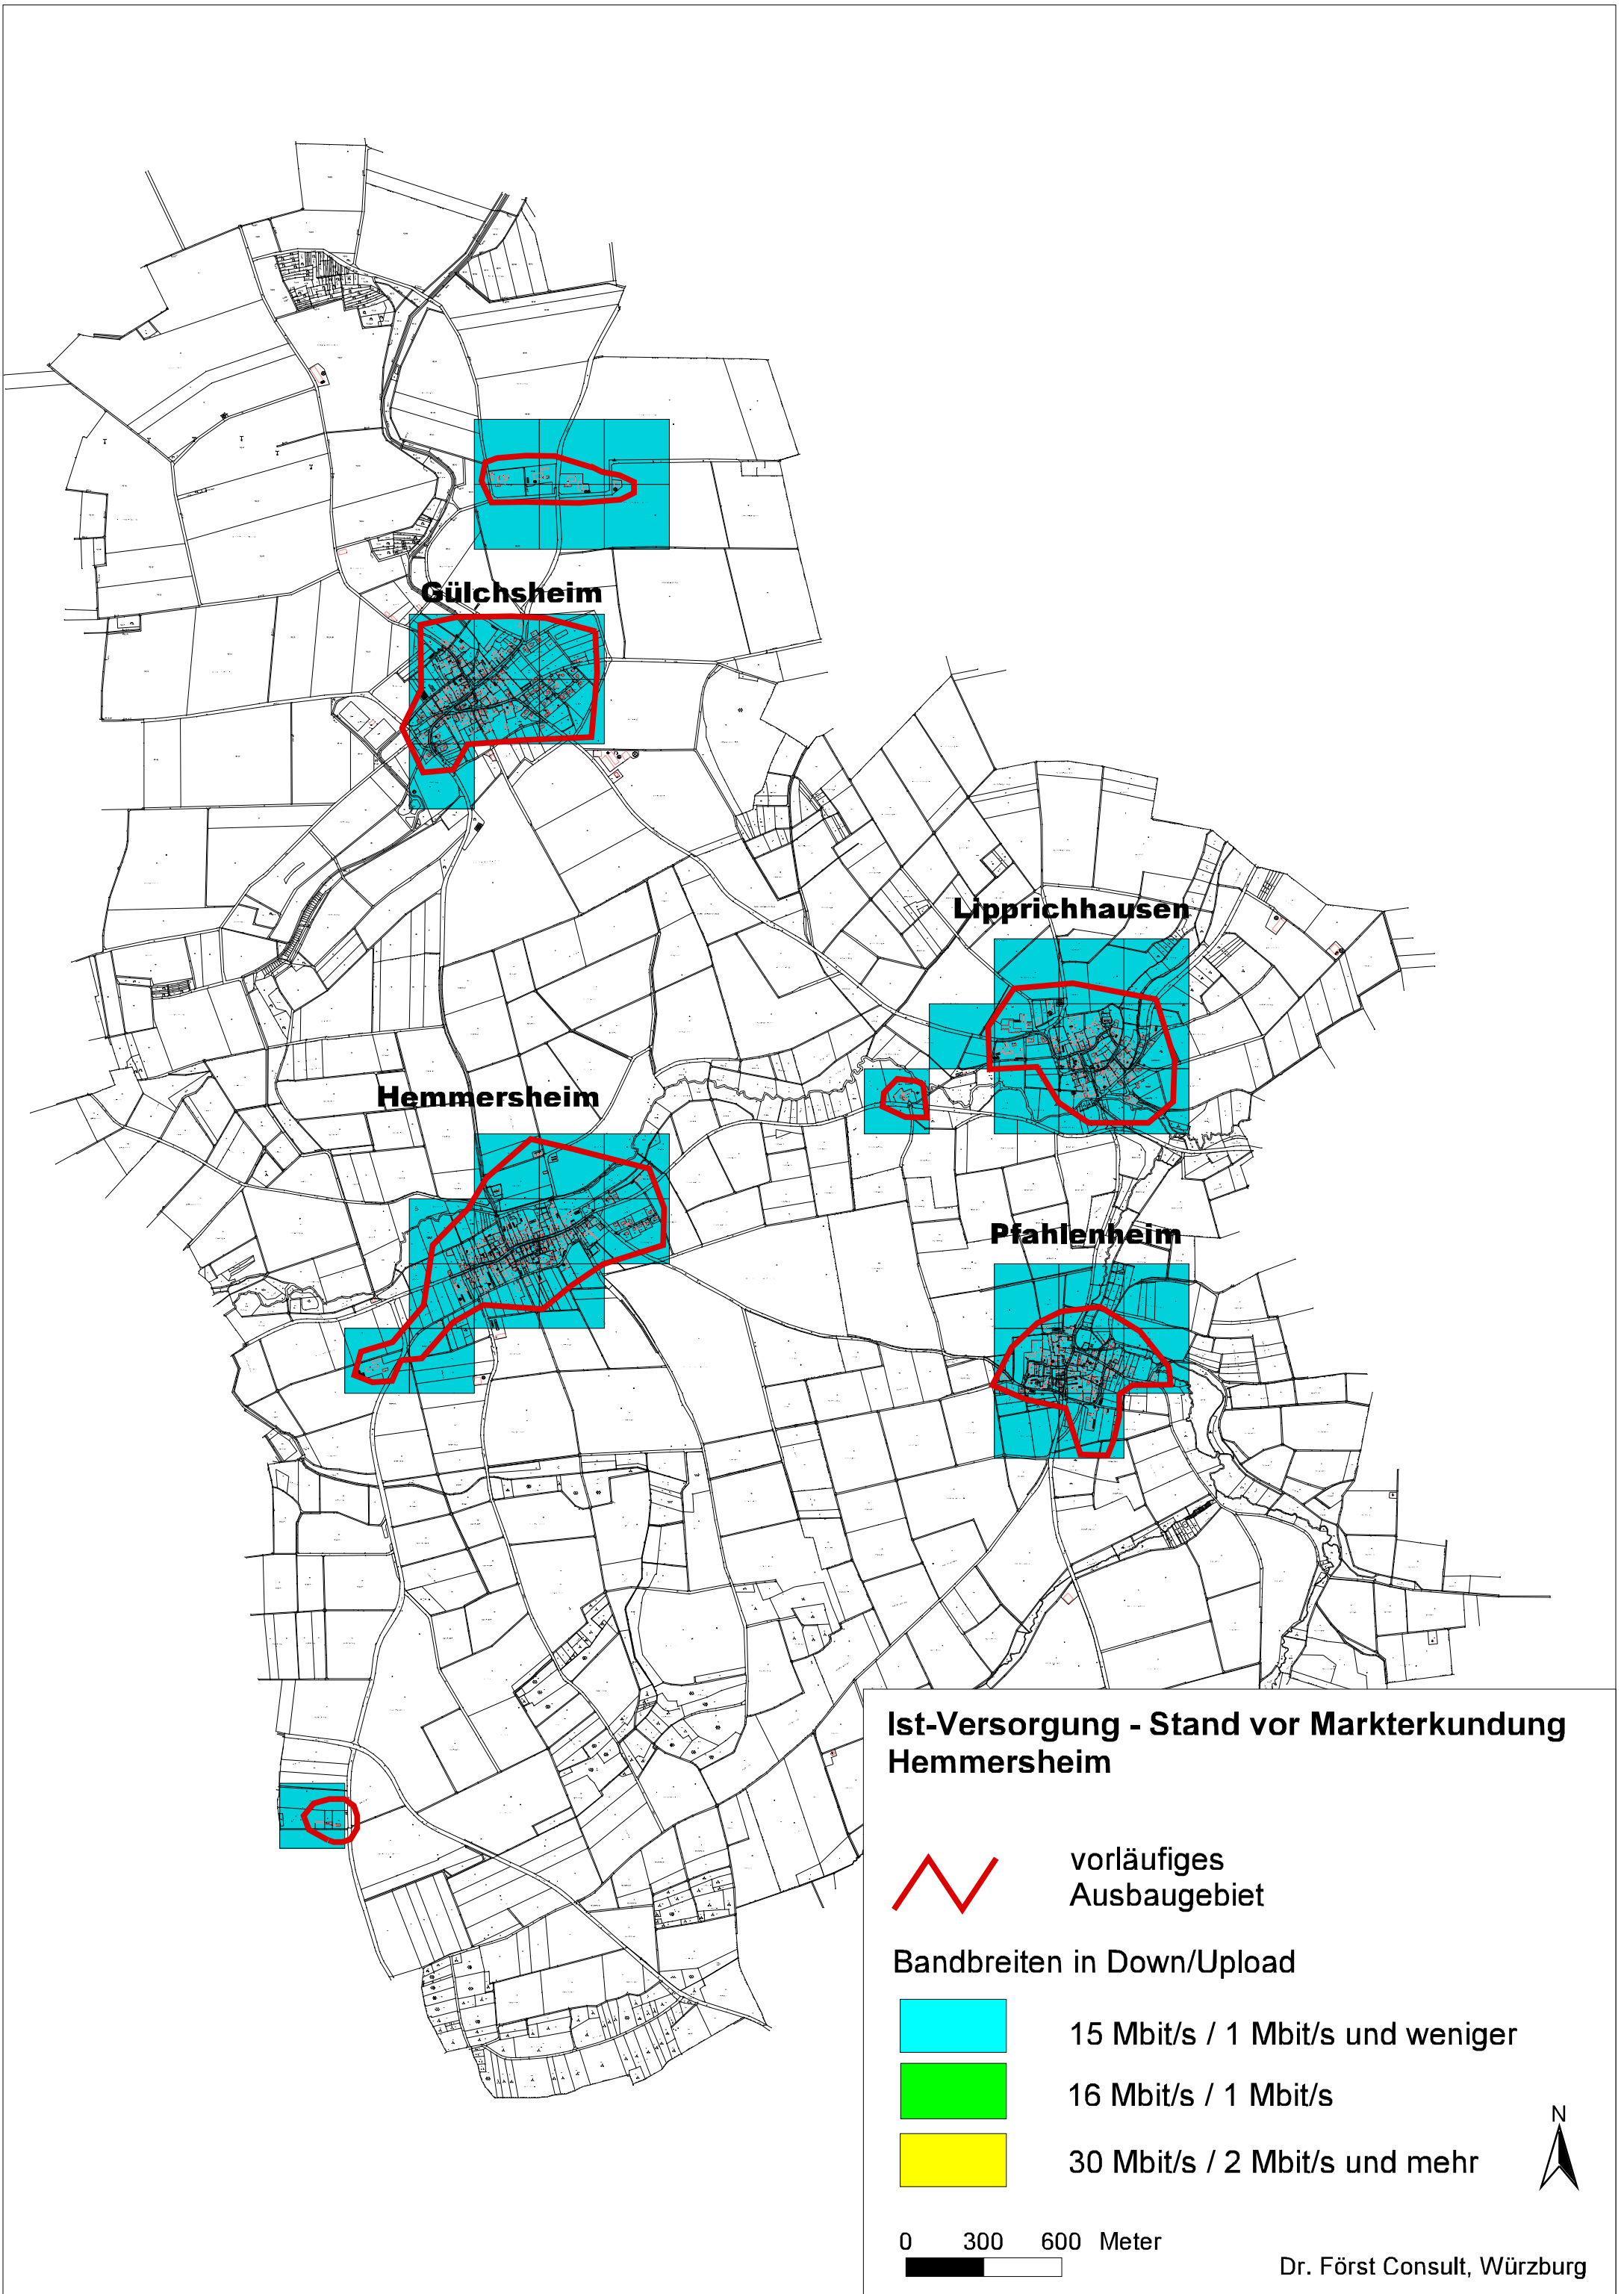 Gülchsheim
Lipprichhausen
Hemmersheim
Pfahlenheim
Ist-Versorgung - Stand vor Markterkundung
Hemmersheim
vorläufiges
Ausbaugebiet
Bandbreiten in Down/Upload
15 Mbit/s / 1 Mbit/s und weniger
16 Mbit/s / 1 Mbit/s
30 Mbit/s / 2 Mbit/s und mehr
N
0 300 600 Meter
Dr. Först Consult, Würzburg